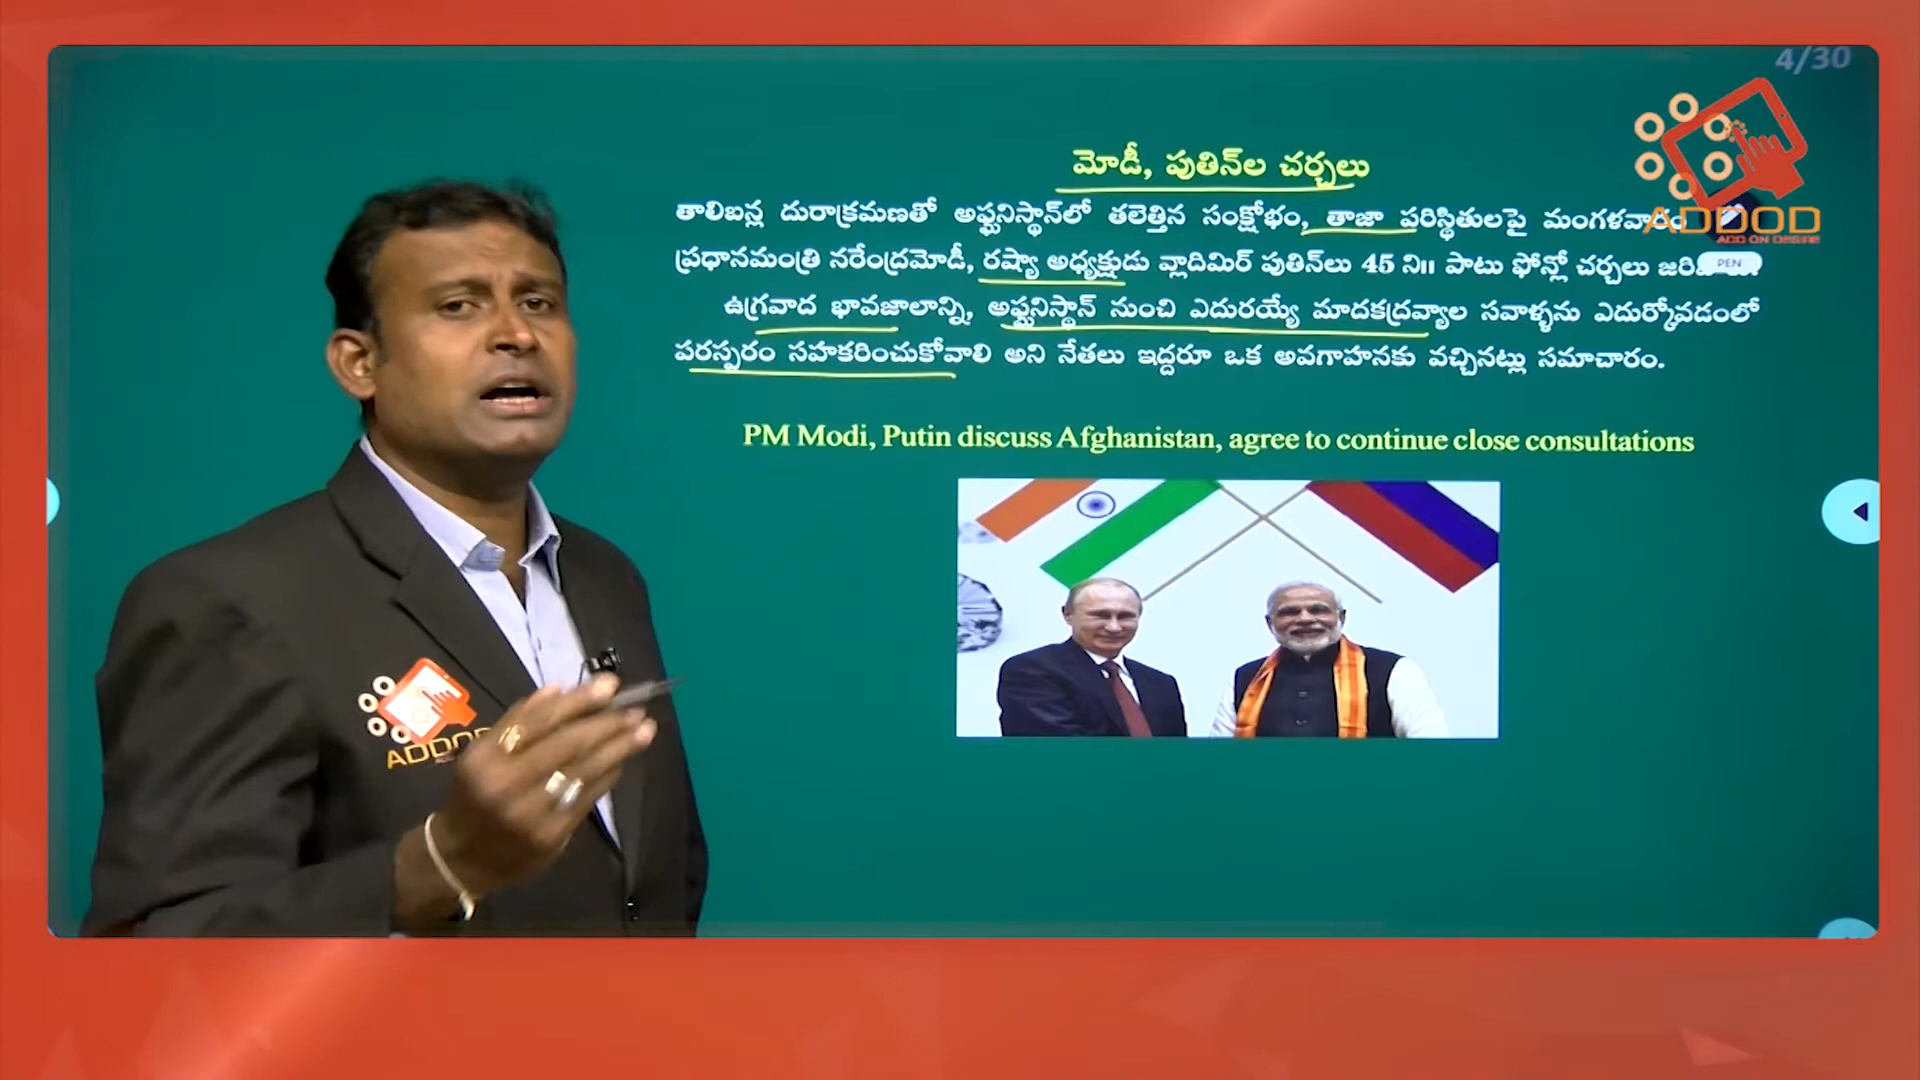 4/30
మోడీ, పుతిన్‌ల చర్చలు
తాలిబన్ల దురాక్రమణతో అఫ్ఘనిస్థాన్‌లో తలెత్తిన సంక్షోభం, తాజా పరిస్థితులపై మంగళవారం
ప్రధానమంత్రి నరేంద్రమోడీ, రష్యా అధ్యక్షుడు వ్లాదిమిర్ పుతిన్‌లు 45 ని॥ పాటు ఫోన్లో చర్చలు
ఉగ్రవాద భావజాలాన్ని, అఫ్ఘనిస్థాన్ నుంచి ఎదురయ్యే మాదకద్రవ్యాల సవాళ్ళను ఎదుర్కోవడంలో
పరస్పరం సహకరించుకోవాలి అని నేతలు ఇద్దరూ ఒక అవగాహనకు వచ్చినట్లు సమాచారం.
PM Modi, Putin discuss Afghanistan, agree to continue close consultations
ADDOD
ADD ON DESIRE
PEN
ADDOD